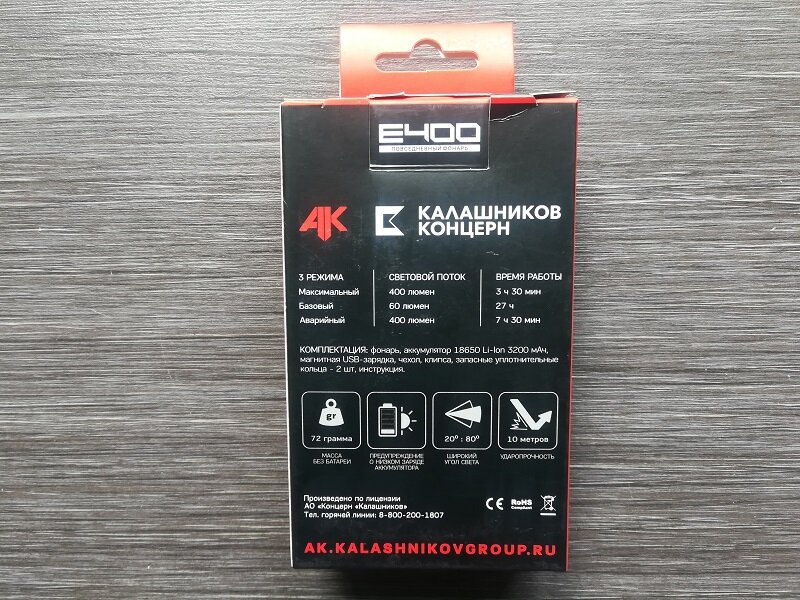 E400
ПОВСЕДНЕВНЫЙ ФОНАРЬ
AK КАЛАШНИКОВ
КОНЦЕРН
3 РЕЖИМА СВЕТОВОЙ ПОТОК ВРЕМЯ РАБОТЫ
Максимальный 400 люмен 3 ч 30 мин
Базовый 60 люмен 27 ч
Аварийный 400 люмен 7 ч 30 мин
КОМПЛЕКТАЦИЯ: фонарь, аккумулятор 18650 Li-Ion 3200 мАч,
магнитная USB-зарядка, чехол, клипса, запасные уплотнительные
кольца - 2 шт, инструкция.
gr
72 грамма 20° : 80° 10 метров
МАССА БЕЗ БАТАРЕИ
ПРЕДУПРЕЖДЕНИЕ О НИЗКОМ ЗАРЯДЕ АККУМУЛЯТОРА
ШИРОКИЙ УГОЛ СВЕТА
УДАРОПРОЧНОСТЬ
Произведено по лицензии
АО «Концерн «Калашников»
Тел. горячей линии: 8-800-200-1807
CE RoHS
Compliant
AK.KALASHNIKOVGROUP.RU